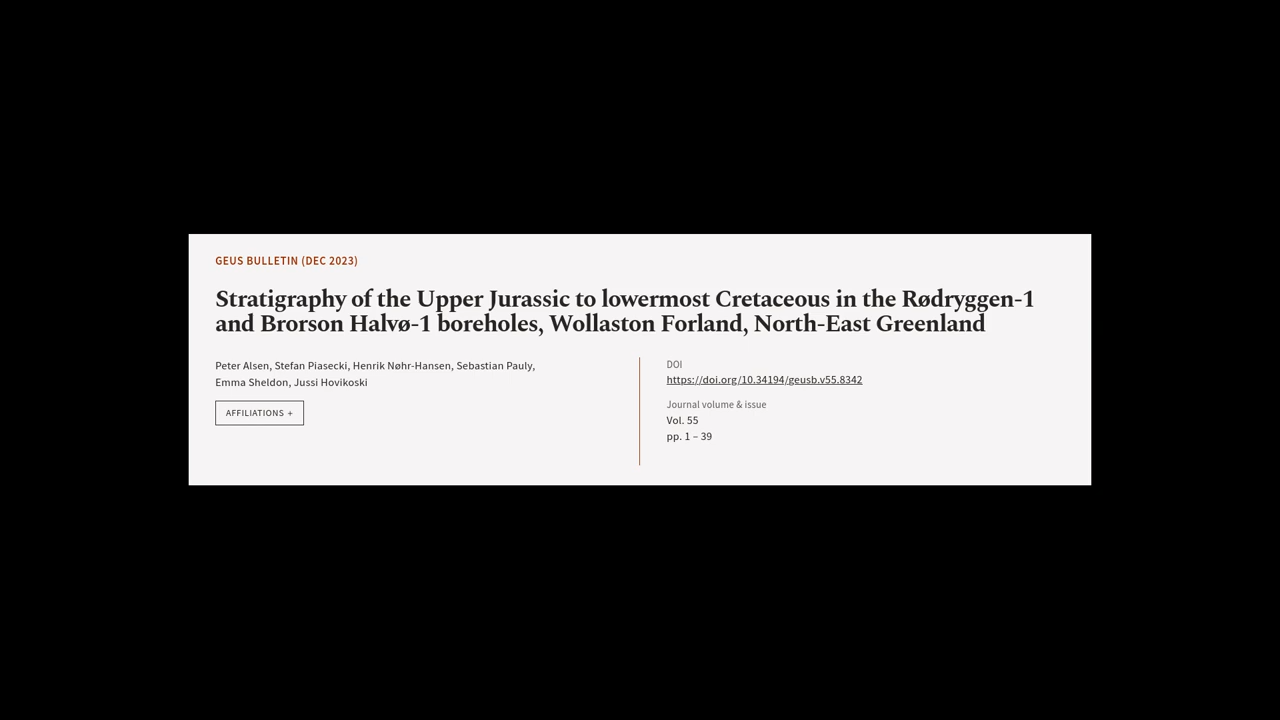 GEUS BULLETIN (DEC 2023)
Stratigraphy of the Upper Jurassic to lowermost Cretaceous in the Rødryggen-1
and Brorson Halvø-1 boreholes, Wollaston Forland, North-East Greenland
Peter Alsen, Stefan Piasecki, Henrik Nøhr-Hansen, Sebastian Pauly,
Emma Sheldon, Jussi Hovikoski
AFFILIATIONS +
DOI
https://doi.org/10.34194/geusb.v55.8342
Journal volume & issue
Vol. 55
pp. 1 – 39